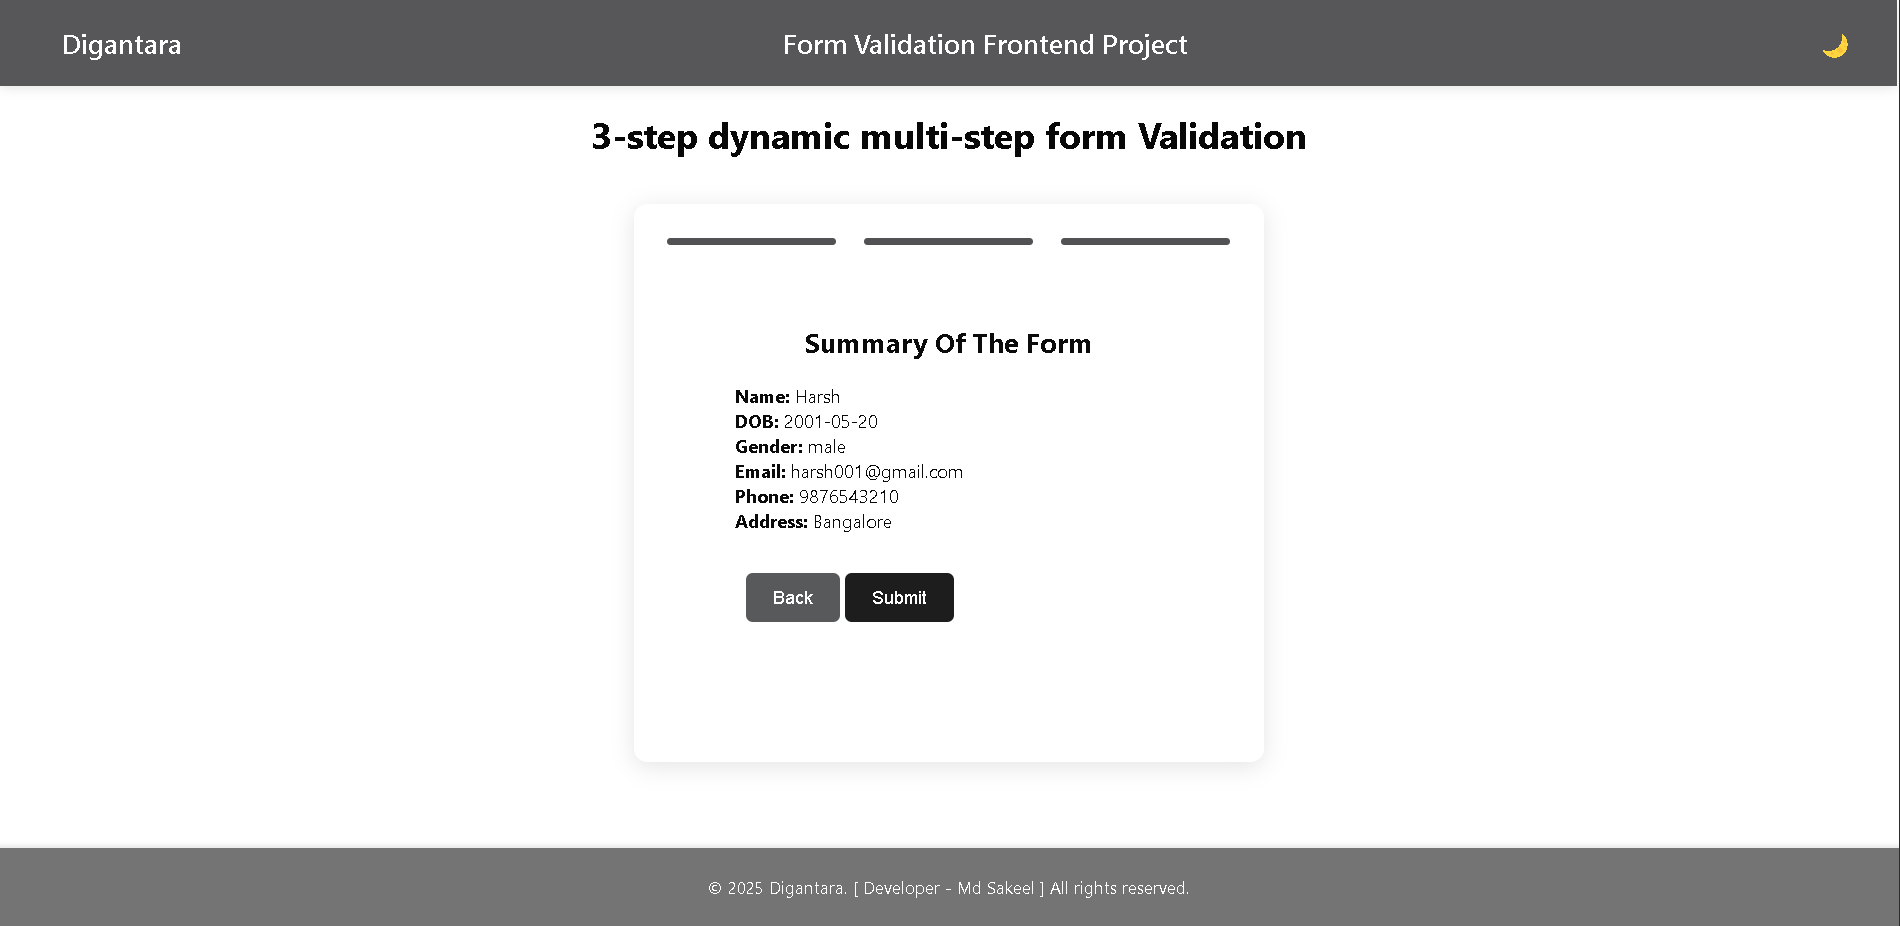 Digantara
Form Validation Frontend Project
3-step dynamic multi-step form Validation
Summary Of The Form
Name: Harsh
DOB: 2001-05-20
Gender: male
Email: harsh001@gmail.com
Phone: 9876543210
Address: Bangalore
Back
Submit
© 2025 Digantara. [ Developer - Md Sakeel ] All rights reserved.